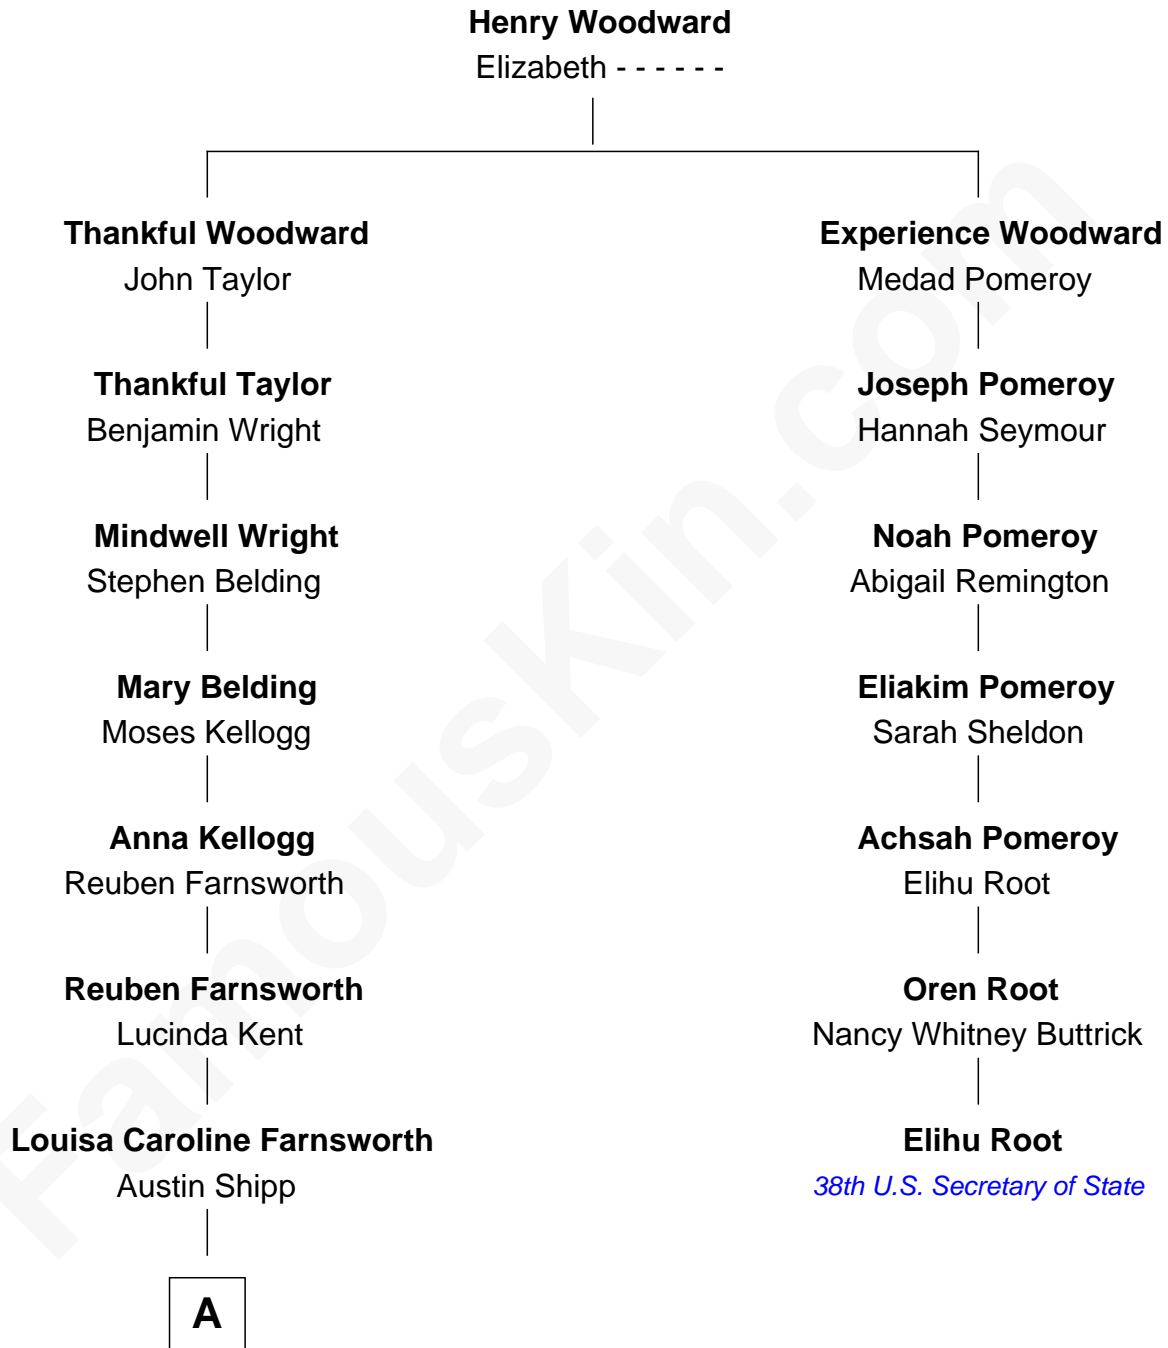 Henry Woodward
Elizabeth - - - - - -
Thankful Woodward
John Taylor
Experience Woodward
Medad Pomeroy
Thankful Taylor
Benjamin Wright
Joseph Pomeroy
Hannah Seymour
Mindwell Wright
Stephen Belding
Noah Pomeroy
Abigail Remington
Mary Belding
Moses Kellogg
Eliakim Pomeroy
Sarah Sheldon
Anna Kellogg
Reuben Farnsworth
Achsah Pomeroy
Elihu Root
Reuben Farnsworth
Lucinda Kent
Oren Root
Nancy Whitney Buttrick
Louisa Caroline Farnsworth
Austin Shipp
Elihu Root
38th U.S. Secretary of State
A
FamousKin.com